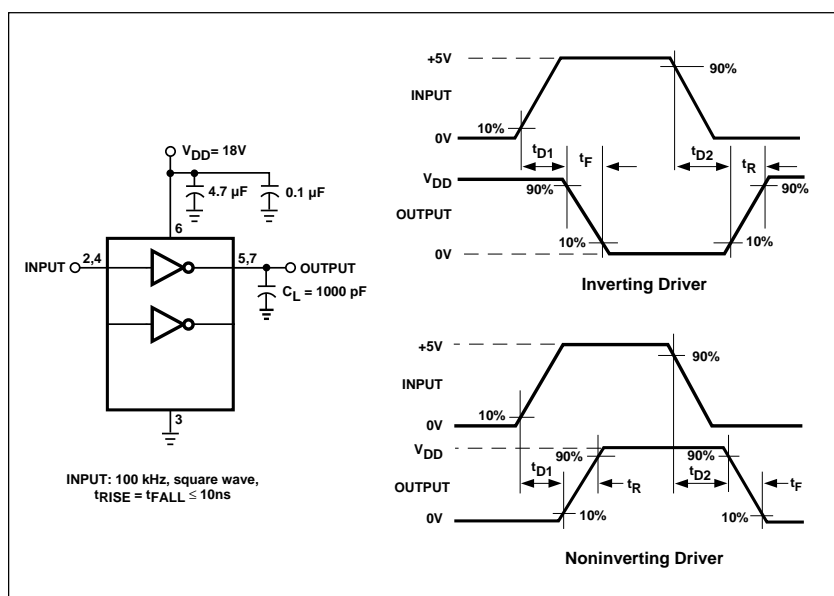 V_DD = 18V
4.7 µF
0.1 µF
6
INPUT
2,4
5,7
OUTPUT
C_L = 1000 pF
3
INPUT: 100 kHz, square wave,
t_RISE = t_FALL ≤ 10ns
+5V
INPUT
0V
10%
90%
t_D1
t_F
t_D2
t_R
V_DD
OUTPUT
0V
90%
10%
10%
90%
Inverting Driver
+5V
INPUT
0V
10%
90%
V_DD
OUTPUT
0V
t_D1
90%
t_R
10%
90%
t_D2
t_F
10%
Noninverting Driver